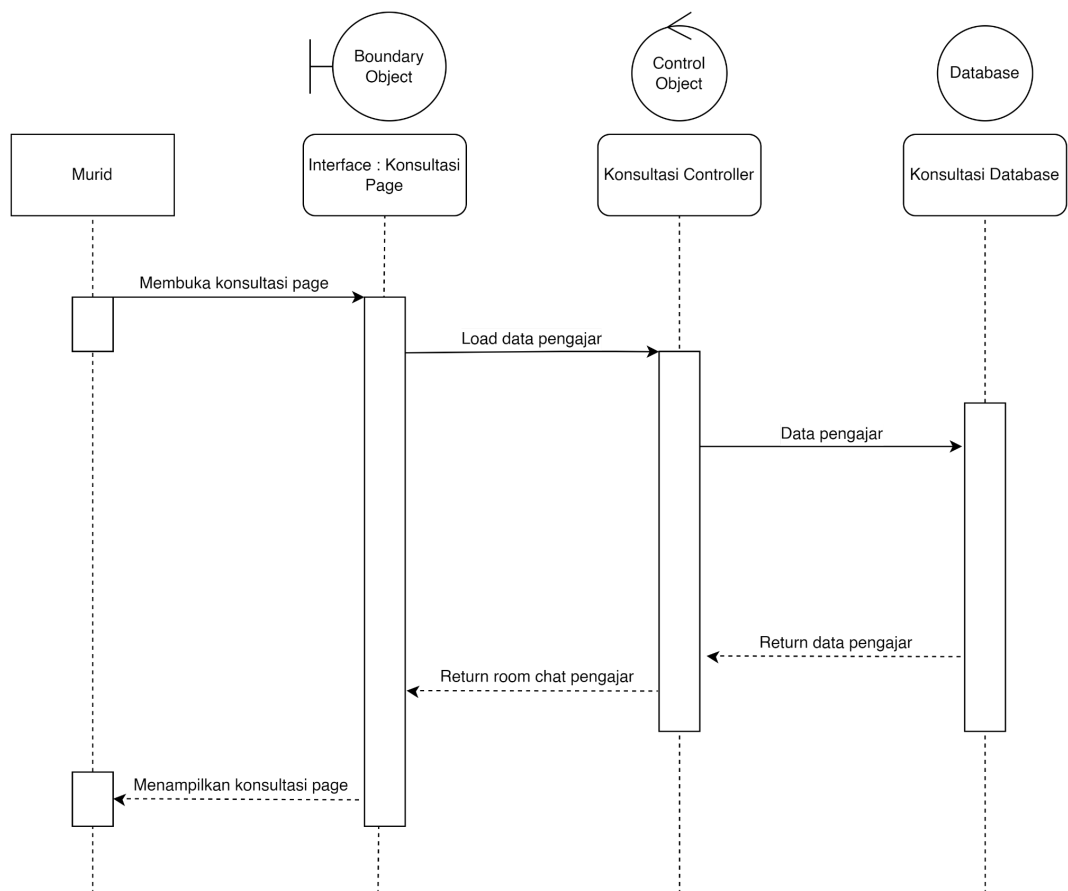 Boundary
Object
Control
Object
Database
Murid
Interface : Konsultasi
Page
Konsultasi Controller
Konsultasi Database
Membuka konsultasi page
Load data pengajar
Data pengajar
Return data pengajar
Return room chat pengajar
Menampilkan konsultasi page